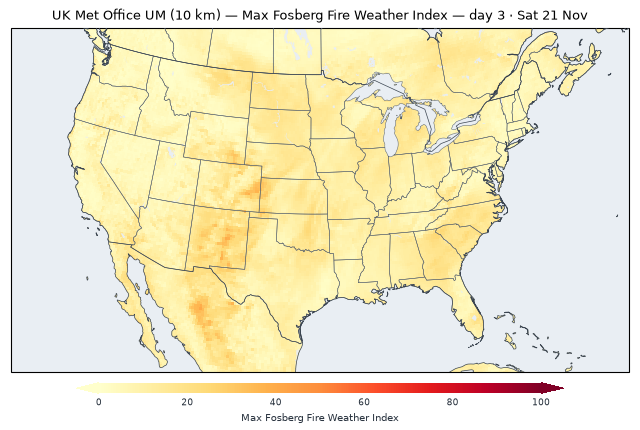 UK Met Office UM (10 km) — Max Fosberg Fire Weather Index — day 3 · Sat 21 Nov
0 20 40 60 80 100
Max Fosberg Fire Weather Index